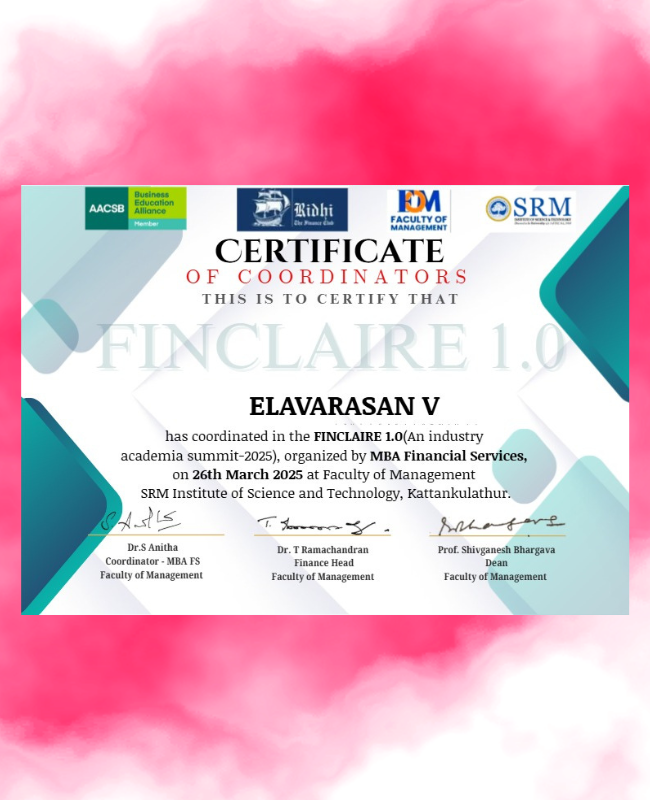 AACSB
Business
Education
Alliance
Member
Ridhi
The Finance Club
FOM
FACULTY OF
MANAGEMENT
SRM
CERTIFICATE
OF COORDINATORS
THIS IS TO CERTIFY THAT
FINCLAIRE 1.0
ELAVARASAN V
has coordinated in the FINCLAIRE 1.0(An industry
academia summit-2025), organized by MBA Financial Services,
on 26th March 2025 at Faculty of Management
SRM Institute of Science and Technology, Kattankulathur.
Dr.S Anitha
Coordinator - MBA FS
Faculty of Management
Dr. T Ramachandran
Finance Head
Faculty of Management
Prof. Shivganesh Bhargava
Dean
Faculty of Management